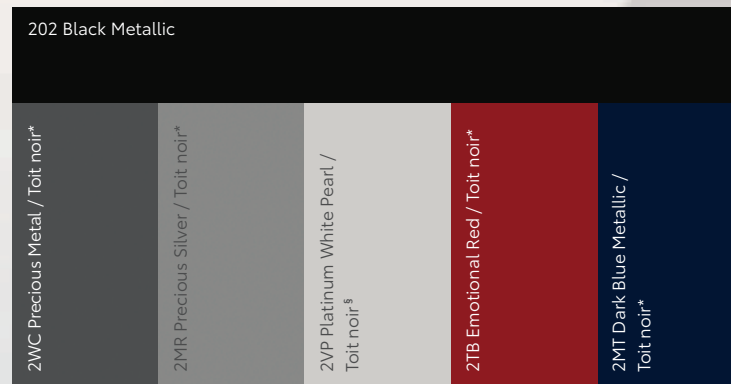 202 Black Metallic
2WC Precious Metal / Toit noir*
2MR Precious Silver / Toit noir*
2VP Platinum White Pearl /
Toit noir§
2TB Emotional Red / Toit noir*
2MT Dark Blue Metallic /
Toit noir*